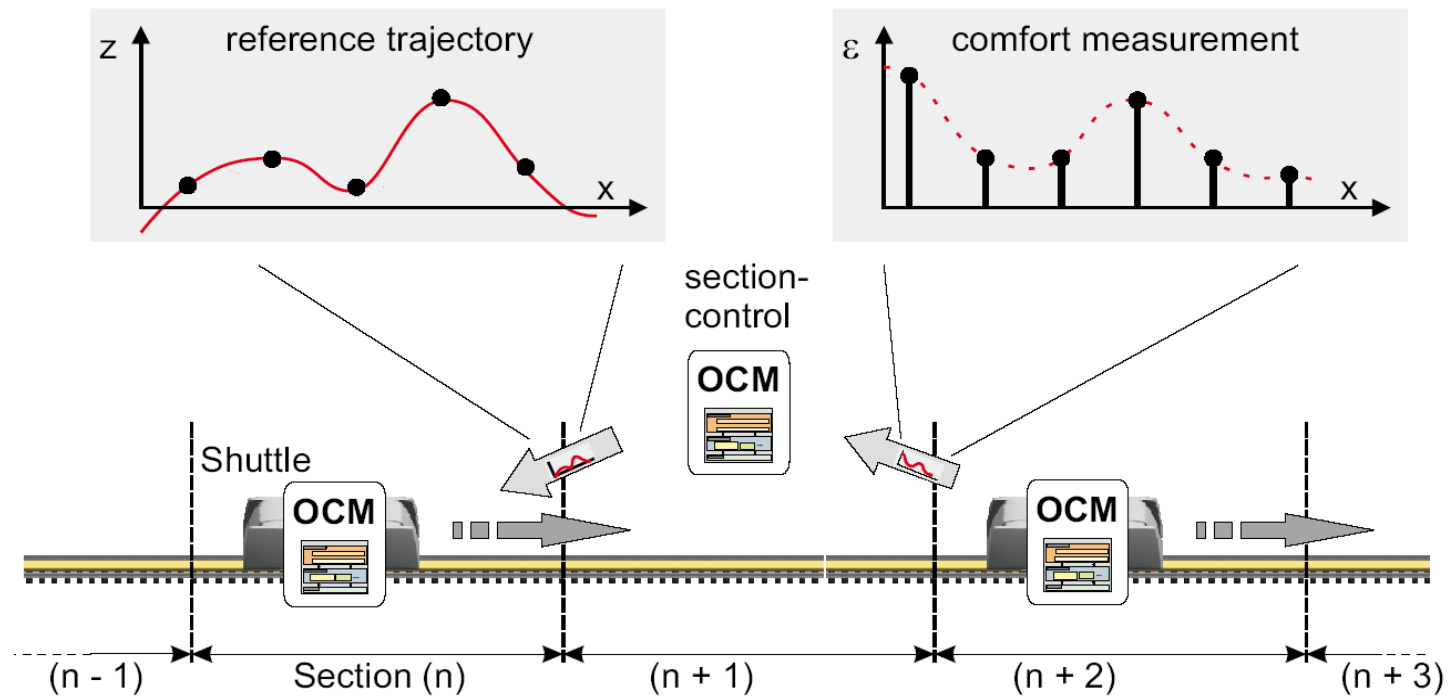 z
reference trajectory
x
ε
comfort measurement
x
section-
control
OCM
Shuttle
OCM
OCM
(n - 1)
Section (n)
(n + 1)
(n + 2)
(n + 3)